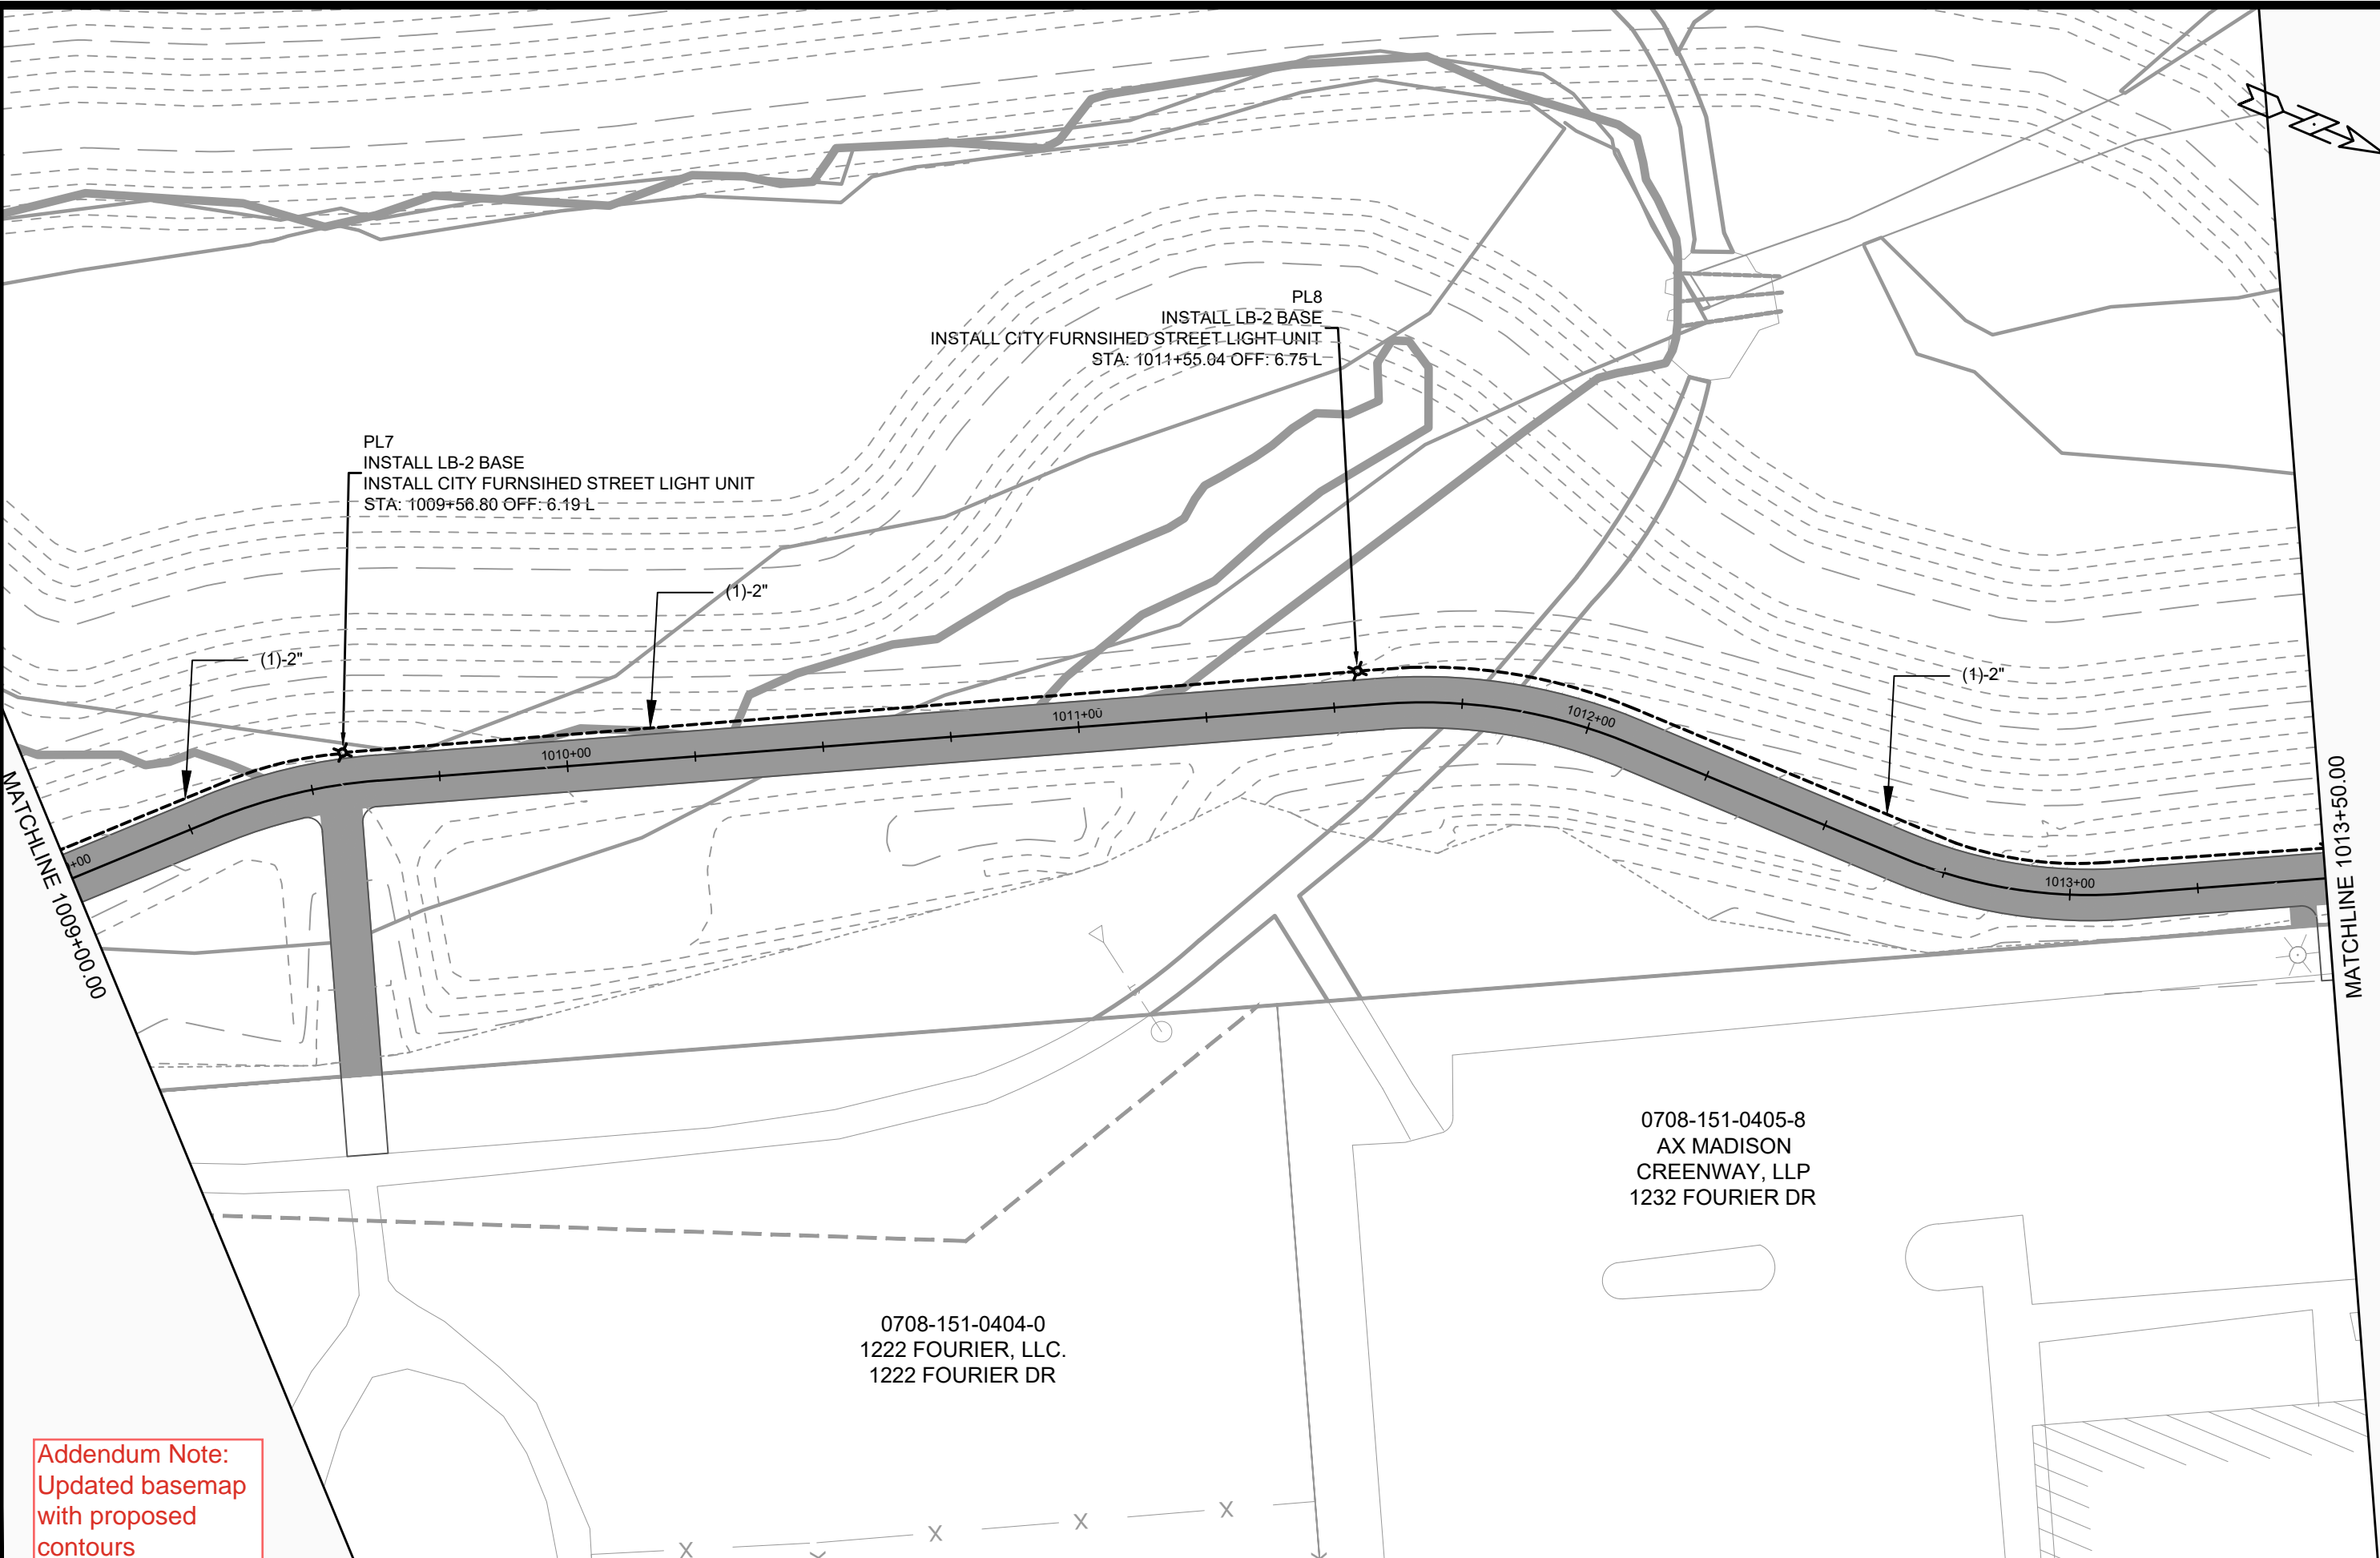 PL8
INSTALL LB-2 BASE
INSTALL CITY FURNSIHED STREET LIGHT UNIT
STA: 1011+55.04 OFF: 6.75 L
PL7
INSTALL LB-2 BASE
INSTALL CITY FURNSIHED STREET LIGHT UNIT
STA: 1009+56.80 OFF: 6.19 L
(1)-2"
(1)-2"
(1)-2"
1011+00
1012+00
1010+00
+00
1013+00
MATCHLINE 1009+00.00
MATCHLINE 1013+50.00
0708-151-0405-8
AX MADISON
CREENWAY, LLP
1232 FOURIER DR
0708-151-0404-0
1222 FOURIER, LLC.
1222 FOURIER DR
Addendum Note:
Updated basemap
with proposed
contours
X
X
X
X